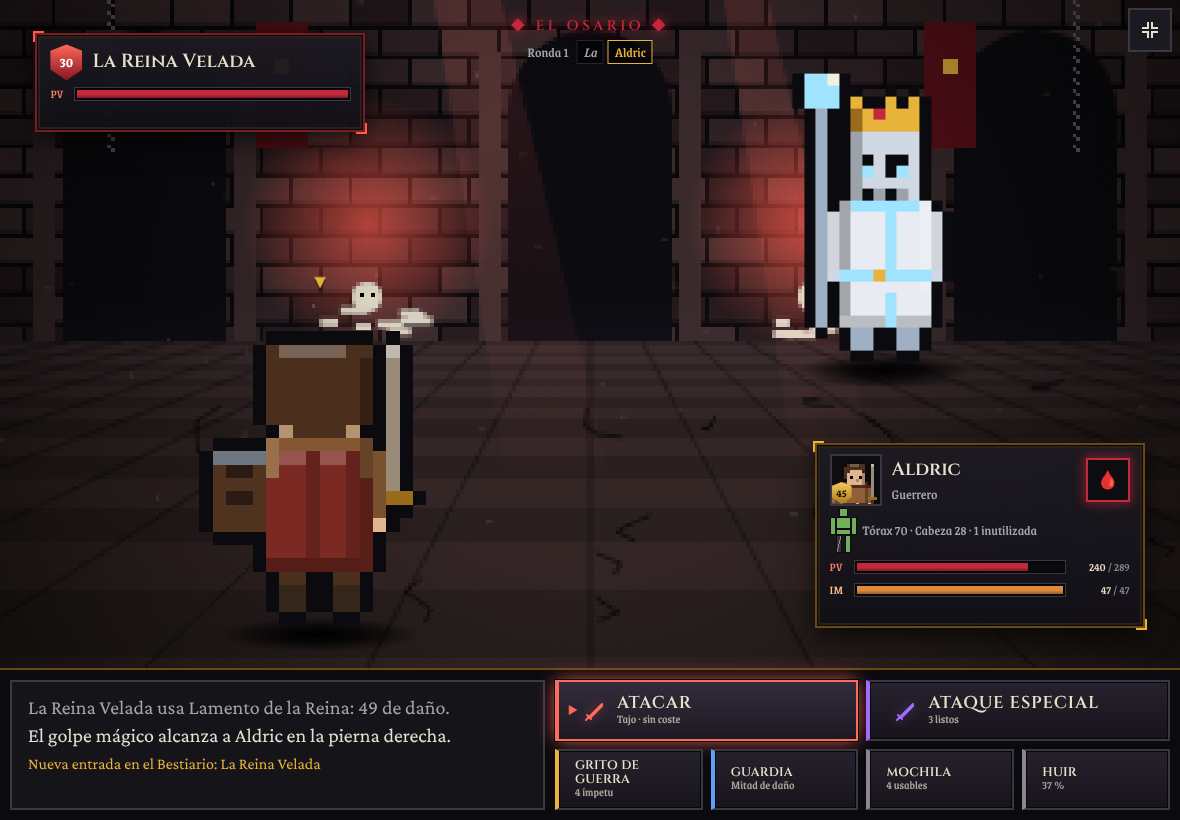 EL OSARIO
Ronda 1 La Aldric
30 LA REINA VELADA
PV
ALDRIC
45
Guerrero
Tórax 70 · Cabeza 28 · 1 inutilizada
PV 240 / 289
IM 47 / 47
La Reina Velada usa Lamento de la Reina: 49 de daño.
El golpe mágico alcanza a Aldric en la pierna derecha.
Nueva entrada en el Bestiario: La Reina Velada
ATACAR
Tajo · sin coste
ATAQUE ESPECIAL
3 listos
GRITO DE
GUERRA
4 ímpetu
GUARDIA
Mitad de daño
MOCHILA
4 usables
HUIR
37 %